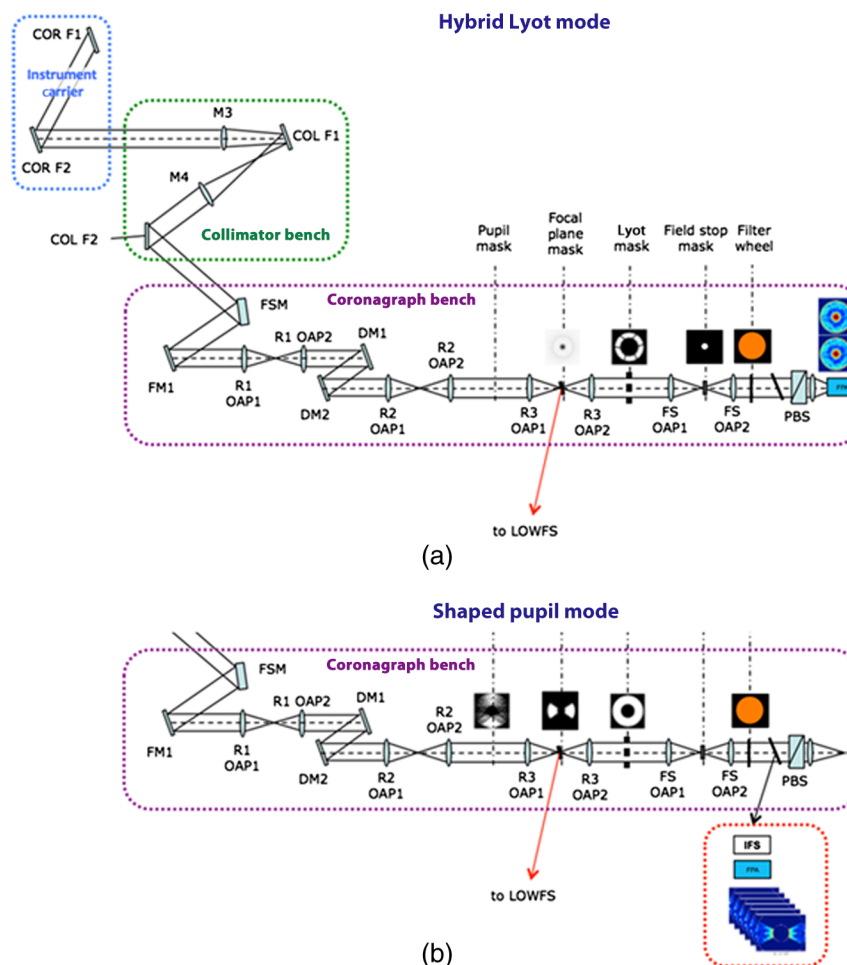 Hybrid Lyot mode
COR F1
Instrument
carrier
COR F2
M3
COL F1
M4
COL F2
Collimator bench
Pupil
mask
Focal
plane
mask
Lyot
mask
Field stop
mask
Filter
wheel
Coronagraph bench
FSM
FM1
R1
OAP1
R1 OAP2
DM1
DM2
R2
OAP1
R2
OAP2
R3
OAP1
R3
OAP2
FS
OAP1
FS
OAP2
PBS
FPA
to LOWFS
(a)
Shaped pupil mode
Coronagraph bench
FSM
FM1
R1
OAP1
R1 OAP2
DM1
DM2
R2
OAP1
R2
OAP2
R3
OAP1
R3
OAP2
FS
OAP1
FS
OAP2
PBS
IFS
FPA
to LOWFS
(b)